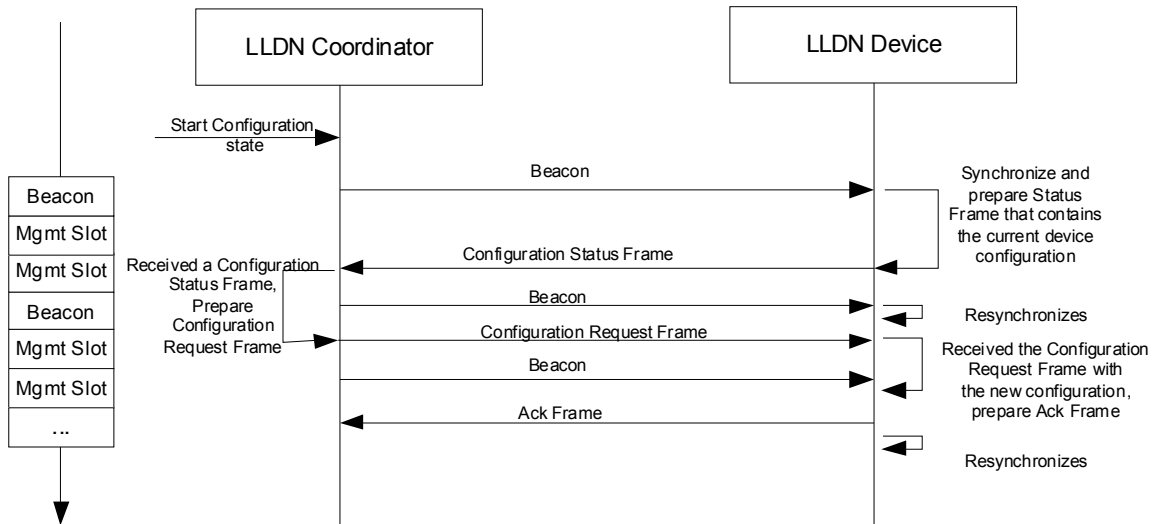 LLDN Coordinator
LLDN Device
Start Configuration
state
Beacon
Synchronize and
prepare Status
Frame that contains
the current device
configuration
Beacon
Mgmt Slot
Mgmt Slot
Beacon
Mgmt Slot
Mgmt Slot
...
Configuration Status Frame
Received a Configuration
Status Frame,
Prepare
Configuration
Request Frame
Beacon
Resynchronizes
Configuration Request Frame
Received the Configuration
Request Frame with
the new configuration,
prepare Ack Frame
Beacon
Ack Frame
Resynchronizes